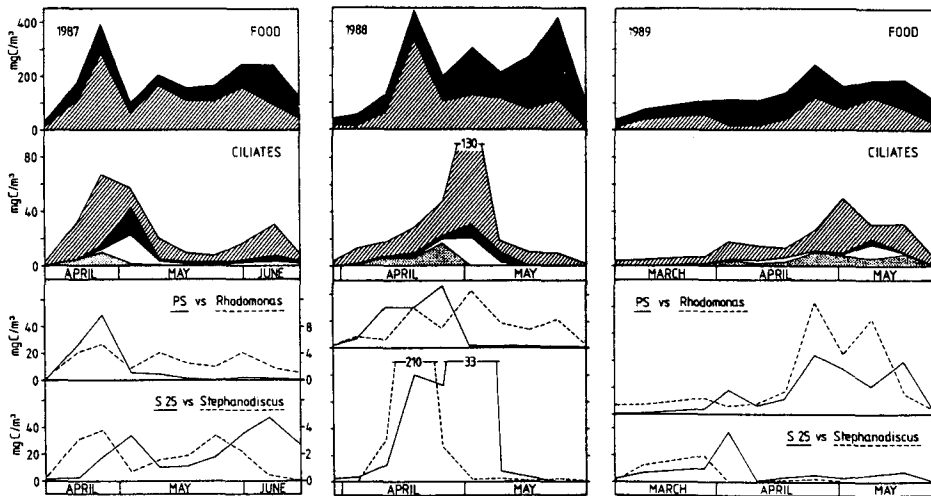 400
200
0
mgC/m³
1987
FOOD
1988
FOOD
1989
FOOD
80
40
0
mgC/m³
CILIATES
130
CILIATES
APRIL
MAY
JUNE
APRIL
MAY
MARCH
APRIL
MAY
PS vs Rhodomonas
40
20
0
mgC/m³
8
4
0
PS vs Rhodomonas
S 25 vs Stephanodiscus
40
20
0
mgC/m³
4
2
0
210
33
S 25 vs Stephanodiscus
APRIL
MAY
JUNE
APRIL
MAY
MARCH
APRIL
MAY